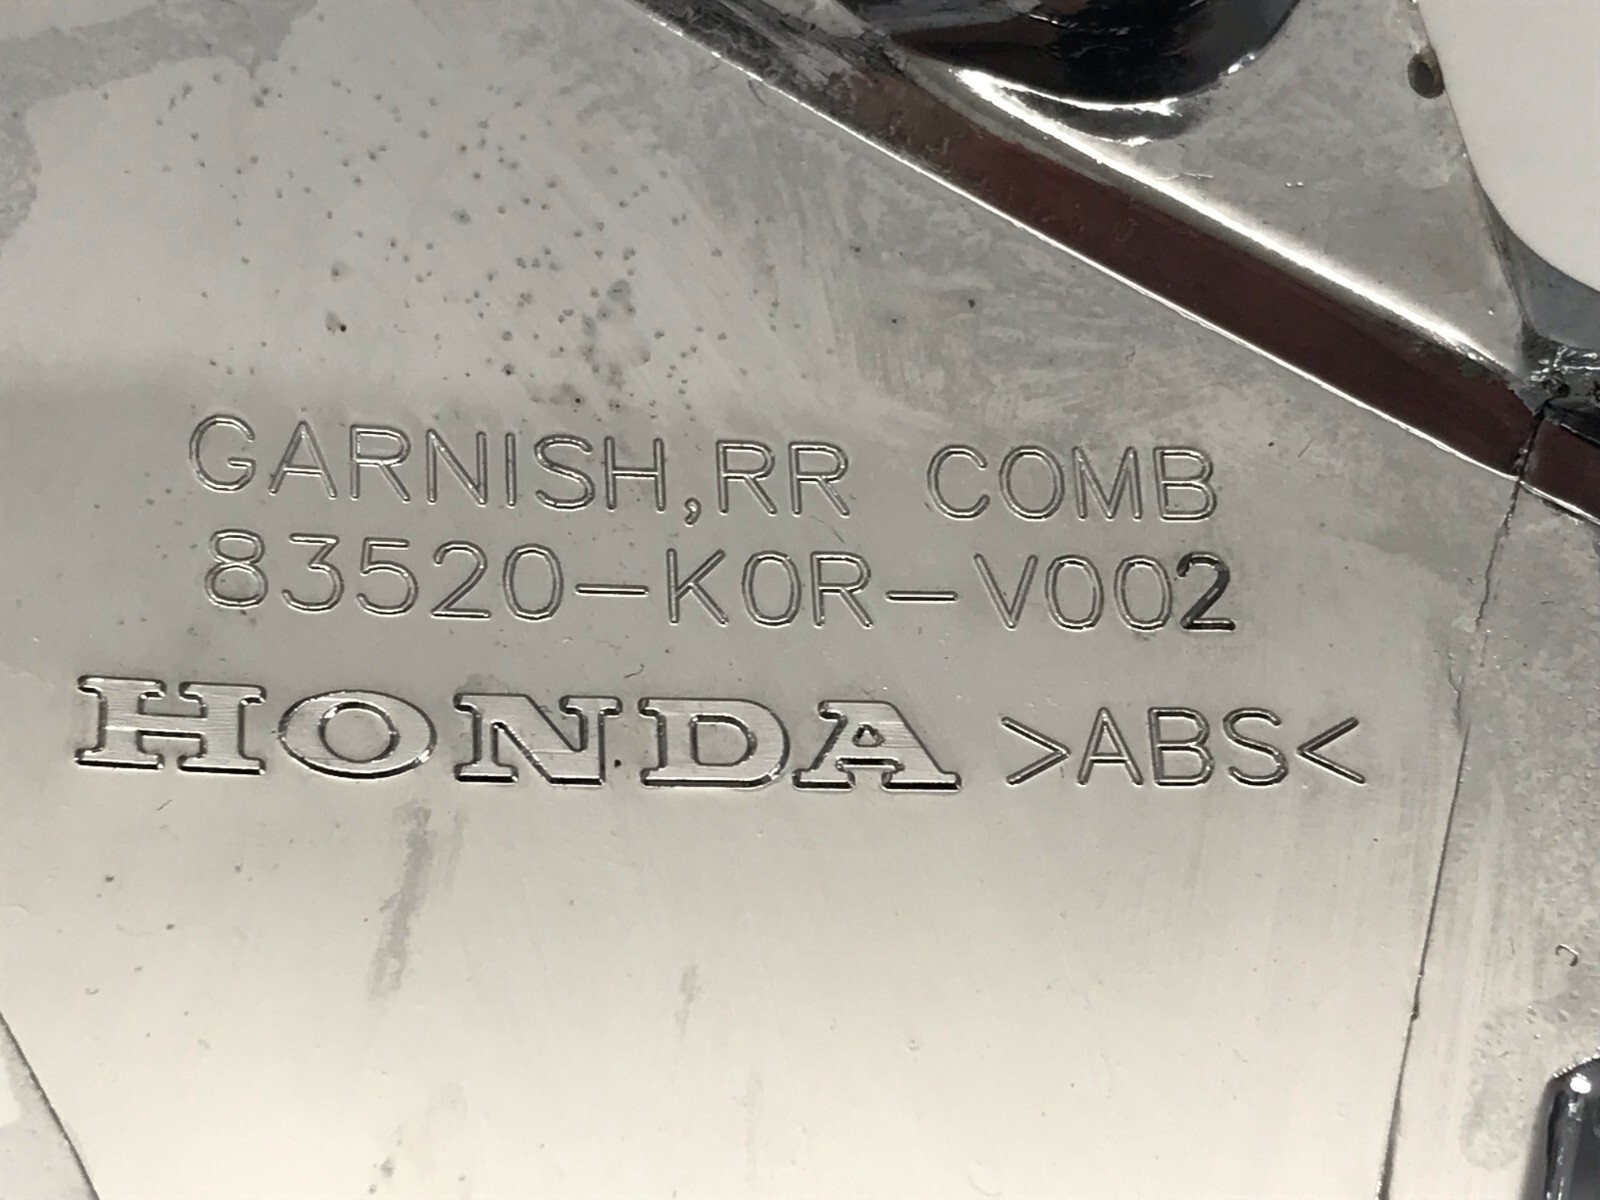 GARNISH,RR COMB
83520-K0R-V002
HONDA >ABS<